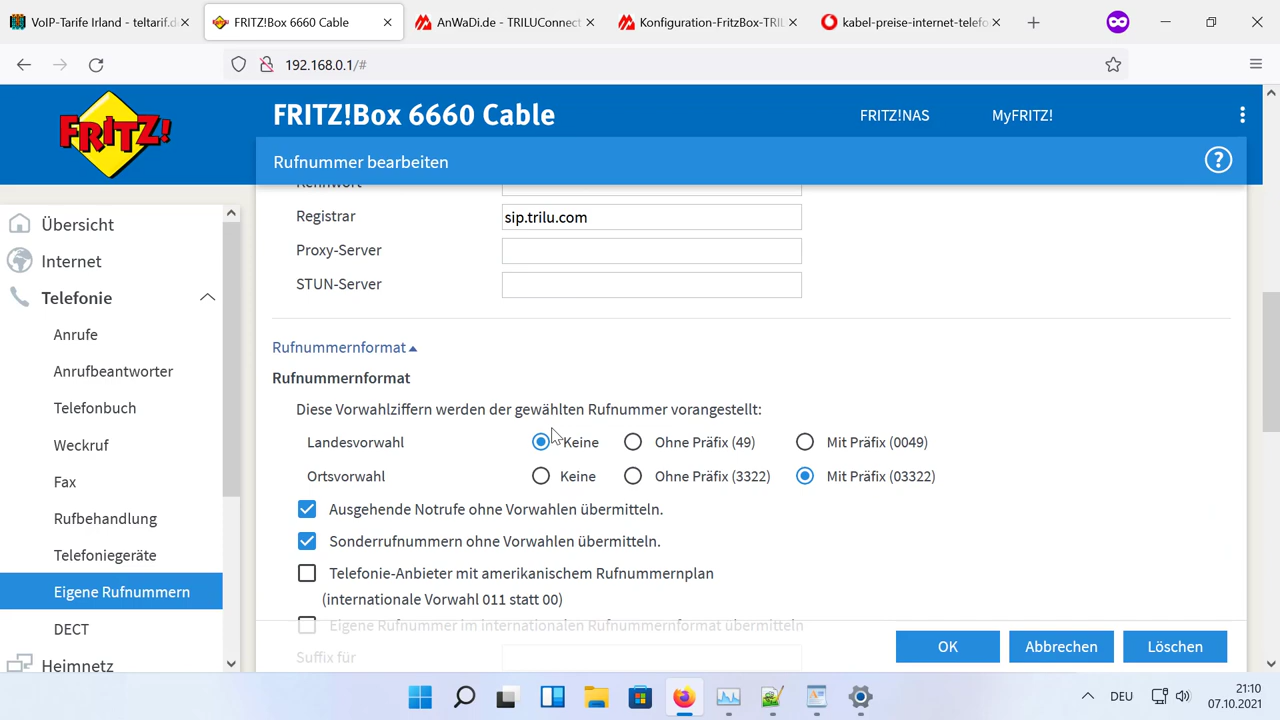 VoIP-Tarife Irland - teltarif.d
FRITZ!Box 6660 Cable
AnWaDi.de - TRILUConnect
Konfiguration-FritzBox-TRIL
kabel-preise-internet-telefo
192.168.0.1/#
FRITZ!
FRITZ!Box 6660 Cable
FRITZ!NAS
MyFRITZ!
Rufnummer bearbeiten
Kennwort
Übersicht
Internet
Telefonie
Anrufe
Anrufbeantworter
Telefonbuch
Weckruf
Fax
Rufbehandlung
Telefoniegeräte
Eigene Rufnummern
DECT
Heimnetz
Registrar sip.trilu.com
Proxy-Server
STUN-Server
Rufnummernformat
Rufnummernformat
Diese Vorwahlziffern werden der gewählten Rufnummer vorangestellt:
Landesvorwahl Keine Ohne Präfix (49) Mit Präfix (0049)
Ortsvorwahl Keine Ohne Präfix (3322) Mit Präfix (03322)
Ausgehende Notrufe ohne Vorwahlen übermitteln.
Sonderrufnummern ohne Vorwahlen übermitteln.
Telefonie-Anbieter mit amerikanischem Rufnummernplan
(internationale Vorwahl 011 statt 00)
Eigene Rufnummer im internationalen Rufnummernformat übermitteln
Suffix für
OK
Abbrechen
Löschen
DEU
21:10
07.10.2021